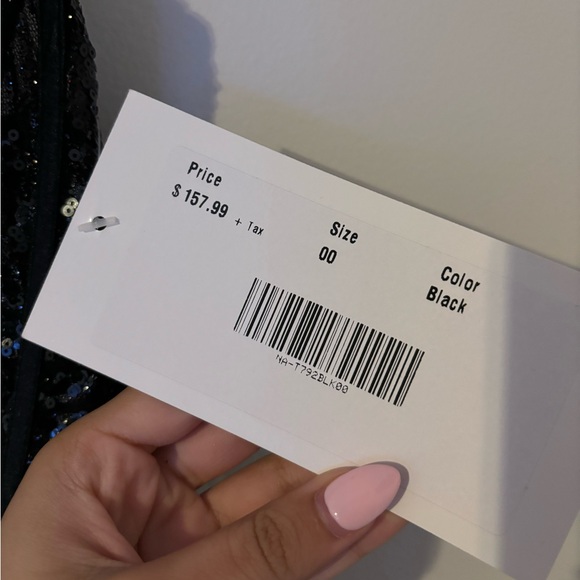 Price
$ 157.99 + Tax
Size
00
Color
Black
NA-T792BLK00